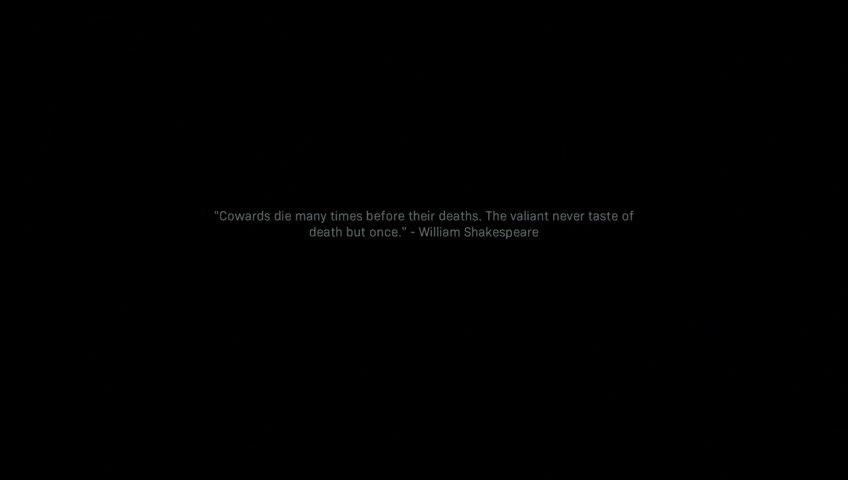 "Cowards die many times before their deaths. The valiant never taste of
death but once." - William Shakespeare